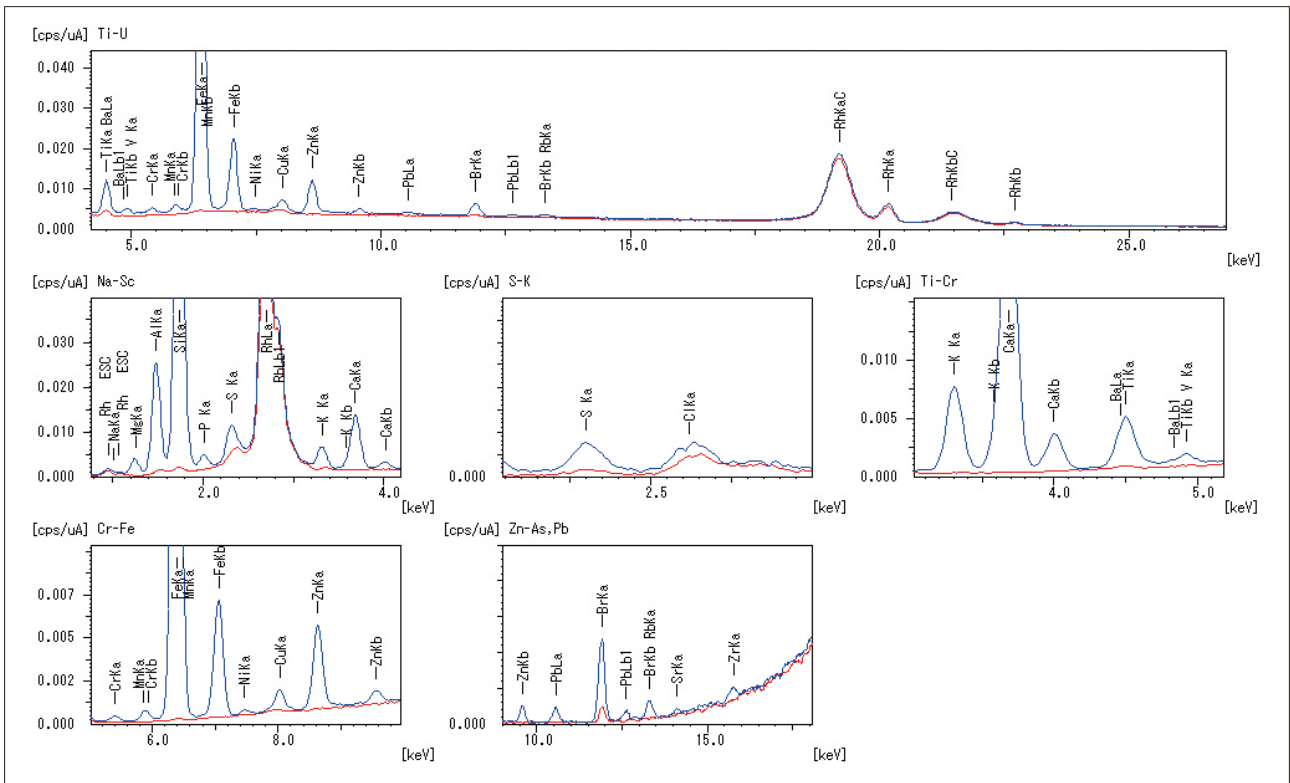 [cps/uA] Ti-U
0.040
0.030
0.020
0.010
0.000
TiKa BaLa
BaLb1
TiKb V Ka
CrKa
MnKa
CrKb
FeKa
MnKb
FeKb
NiKa
CuKa
ZnKa
ZnKb
PbLa
BrKa
PbLb1
BrKb RbKa
RhKaC
RhKa
RhKbC
RhKb
5.0 10.0 15.0 20.0 25.0
[keV]
[cps/uA] Na-Sc
0.030
0.020
0.010
0.000
Rh ESC
NaKa
Rh ESC
MgKa
AlKa
SiKa
P Ka
S Ka
RhLa
RhLb1
K Ka
K Kb
CaKa
CaKb
2.0 4.0
[keV]
[cps/uA] S-K
0.000
S Ka
ClKa
2.5
[keV]
[cps/uA] Ti-Cr
0.010
0.005
0.000
K Ka
K Kb
CaKa
CaKb
BaLa
TiKa
BaLb1
TiKb V Ka
4.0 5.0
[keV]
[cps/uA] Cr-Fe
0.007
0.005
0.002
0.000
CrKa
MnKa
CrKb
FeKa
MnKa
FeKb
NiKa
CuKa
ZnKa
ZnKb
6.0 8.0
[keV]
[cps/uA] Zn-As,Pb
0.000
ZnKb
PbLa
BrKa
PbLb1
BrKb RbKa
SrKa
ZrKa
10.0 15.0
[keV]